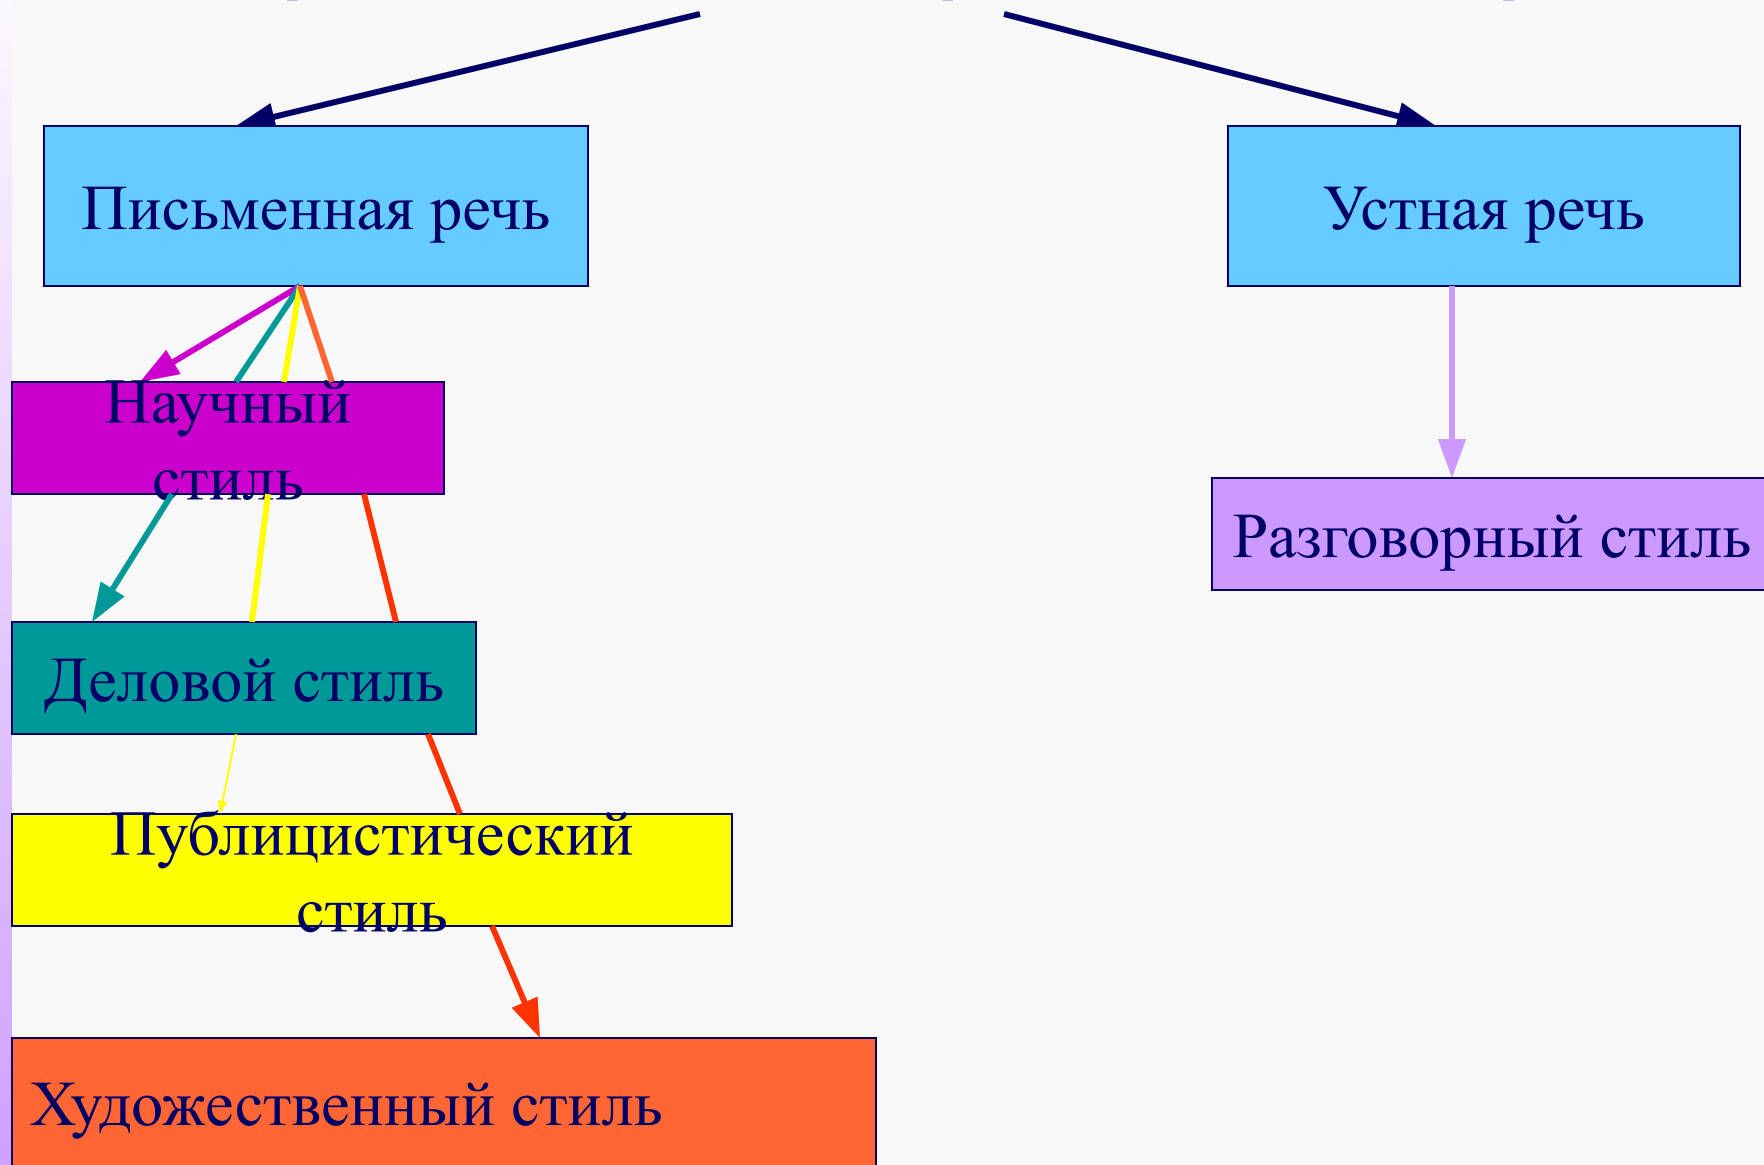 Письменная речь
Устная речь
Научный
стиль
Разговорный стиль
Деловой стиль
Публицистический
стиль
Художественный стиль